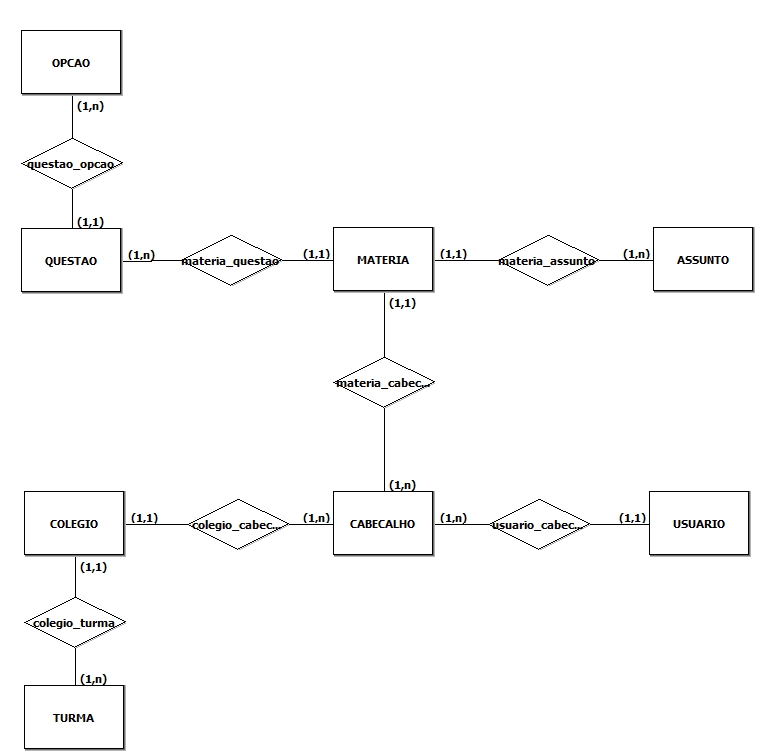 OPCAO
(1,n)
questao_opcao
(1,1)
QUESTAO
(1,n)
materia_questao
(1,1)
MATERIA
(1,1)
materia_assunto
(1,n)
ASSUNTO
(1,1)
materia_cabec...
(1,n)
COLEGIO
(1,1)
colegio_cabec...
(1,n)
CABECALHO
(1,n)
usuario_cabec...
(1,1)
USUARIO
(1,1)
colegio_turma
(1,n)
TURMA